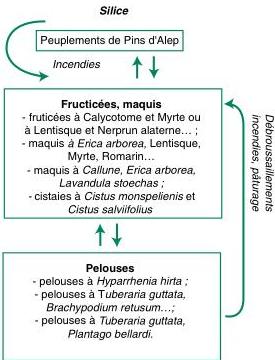 Silice
Peuplements de Pins d'Alep
Incendies
Fructicées, maquis
- fruticées à Calycotome et Myrte ou
à Lentisque et Nerprun alaterne… ;
- maquis à Erica arborea, Lentisque,
Myrte, Romarin…
- maquis à Callune, Erica arborea,
Lavandula stoechas ;
- cistaies à Cistus monspelienis et
Cistus salviifolius
Débroussaillements
incendies, pâturage
Pelouses
- pelouses à Hyparrhenia hirta ;
- pelouses à Tuberaria guttata,
Brachypodium retusum…;
- pelouses à Tuberaria guttata,
Plantago bellardi.